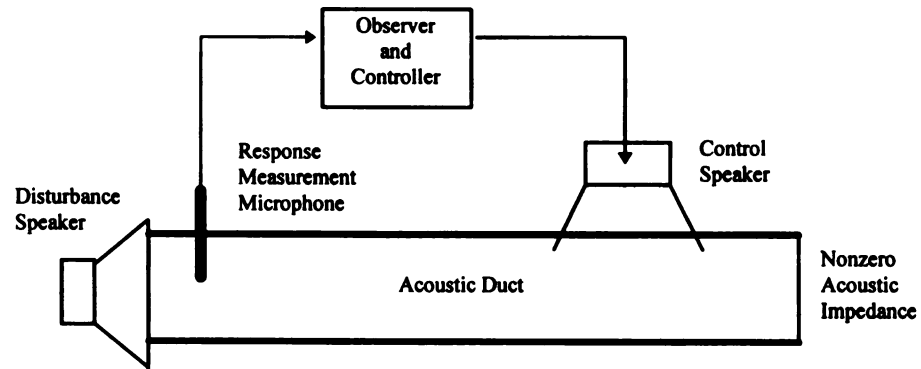 Observer
and
Controller
Response
Measurement
Microphone
Control
Speaker
Disturbance
Speaker
Acoustic Duct
Nonzero
Acoustic
Impedance